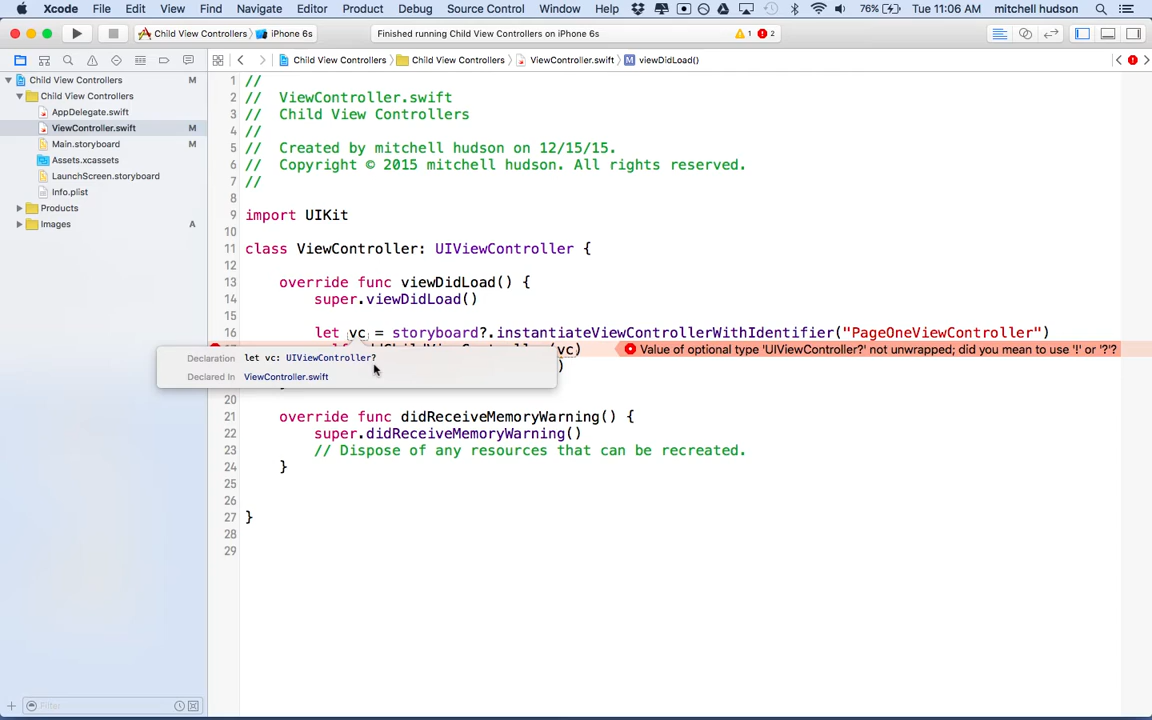 Xcode File Edit View Find Navigate Editor Product Debug Source Control Window Help 76% Tue 11:06 AM mitchell hudson
Child View Controllers iPhone 6s Finished running Child View Controllers on iPhone 6s 1 2
Child View Controllers Child View Controllers ViewController.swift M viewDidLoad()
Child View Controllers M
Child View Controllers
AppDelegate.swift
ViewController.swift M
Main.storyboard M
Assets.xcassets
LaunchScreen.storyboard
Info.plist
Products
Images A
1 //
2 // ViewController.swift
3 // Child View Controllers
4 //
5 // Created by mitchell hudson on 12/15/15.
6 // Copyright © 2015 mitchell hudson. All rights reserved.
7 //
8
9 import UIKit
10
11 class ViewController: UIViewController {
12
13 override func viewDidLoad() {
14 super.viewDidLoad()
15
16 let vc = storyboard?.instantiateViewControllerWithIdentifier("PageOneViewController")
(vc) Value of optional type 'UIViewController?' not unwrapped; did you mean to use '!' or '?'?
Declaration let vc: UIViewController?
)
Declared In ViewController.swift
20
21 override func didReceiveMemoryWarning() {
22 super.didReceiveMemoryWarning()
23 // Dispose of any resources that can be recreated.
24 }
25
26
27 }
28
29
Filter